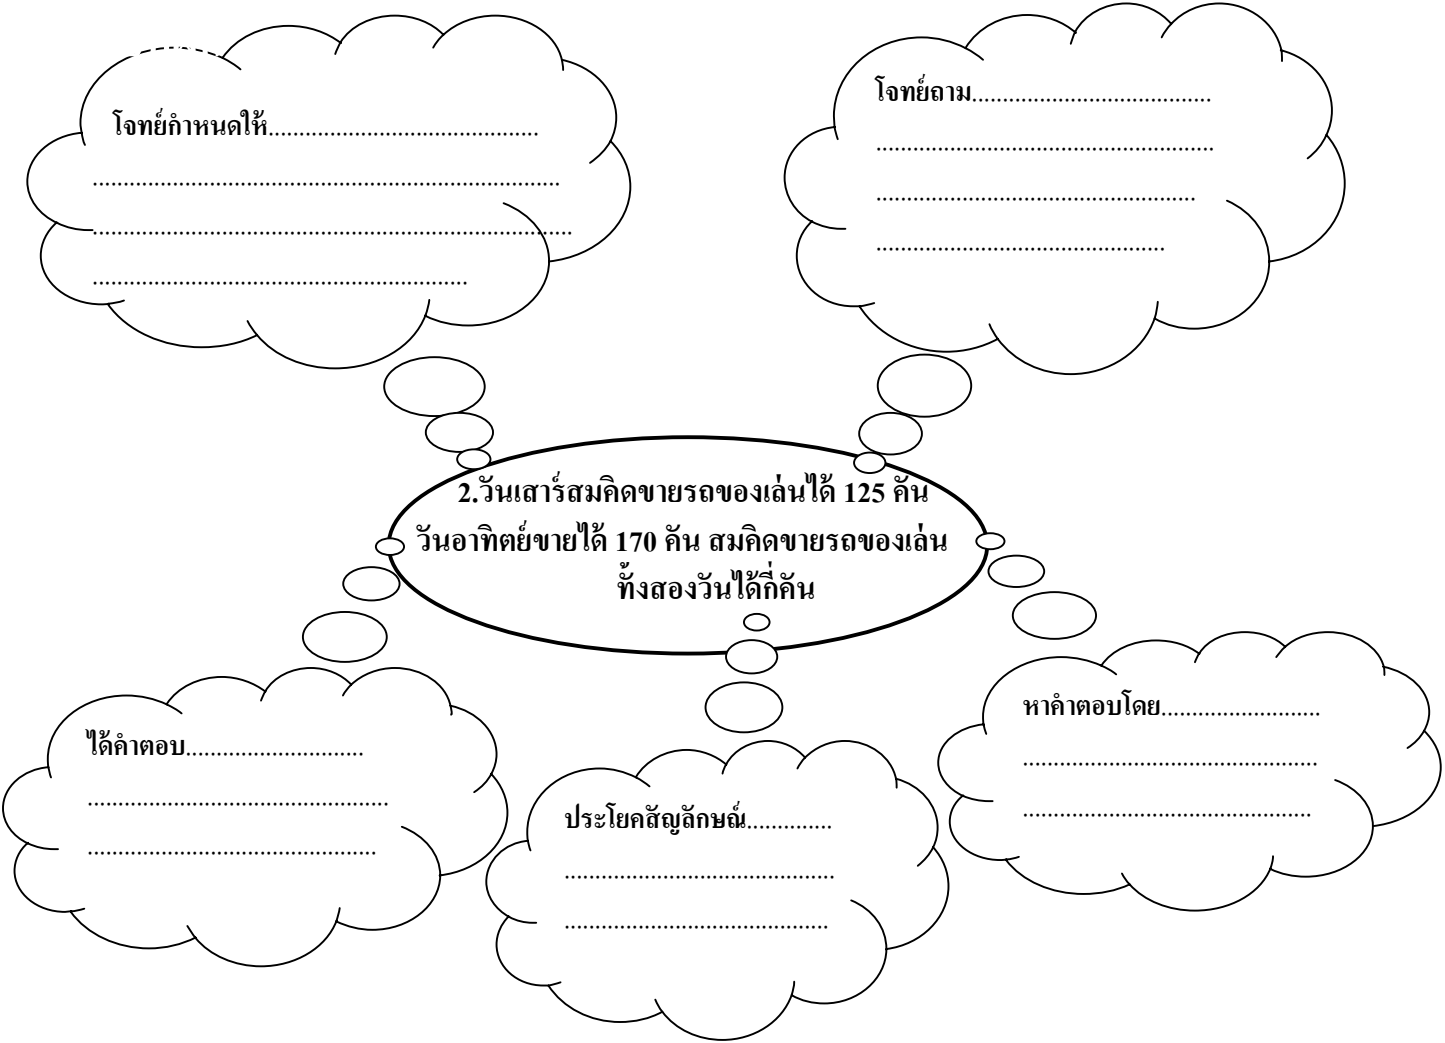 โจทย์กำหนดให้............................................
............................................................................
..............................................................................
.............................................................
โจทย์ถาม.......................................
.......................................................
....................................................
...............................................
2.วันเสาร์สมคิดขายรถของเล่นได้ 125 คัน
วันอาทิตย์ขายได้ 170 คัน สมคิดขายรถของเล่น
ทั้งสองวันได้กี่คัน
ได้คำตอบ.............................
.................................................
...............................................
ประโยคสัญลักษณ์..............
............................................
...........................................
หาคำตอบโดย..........................
................................................
...............................................